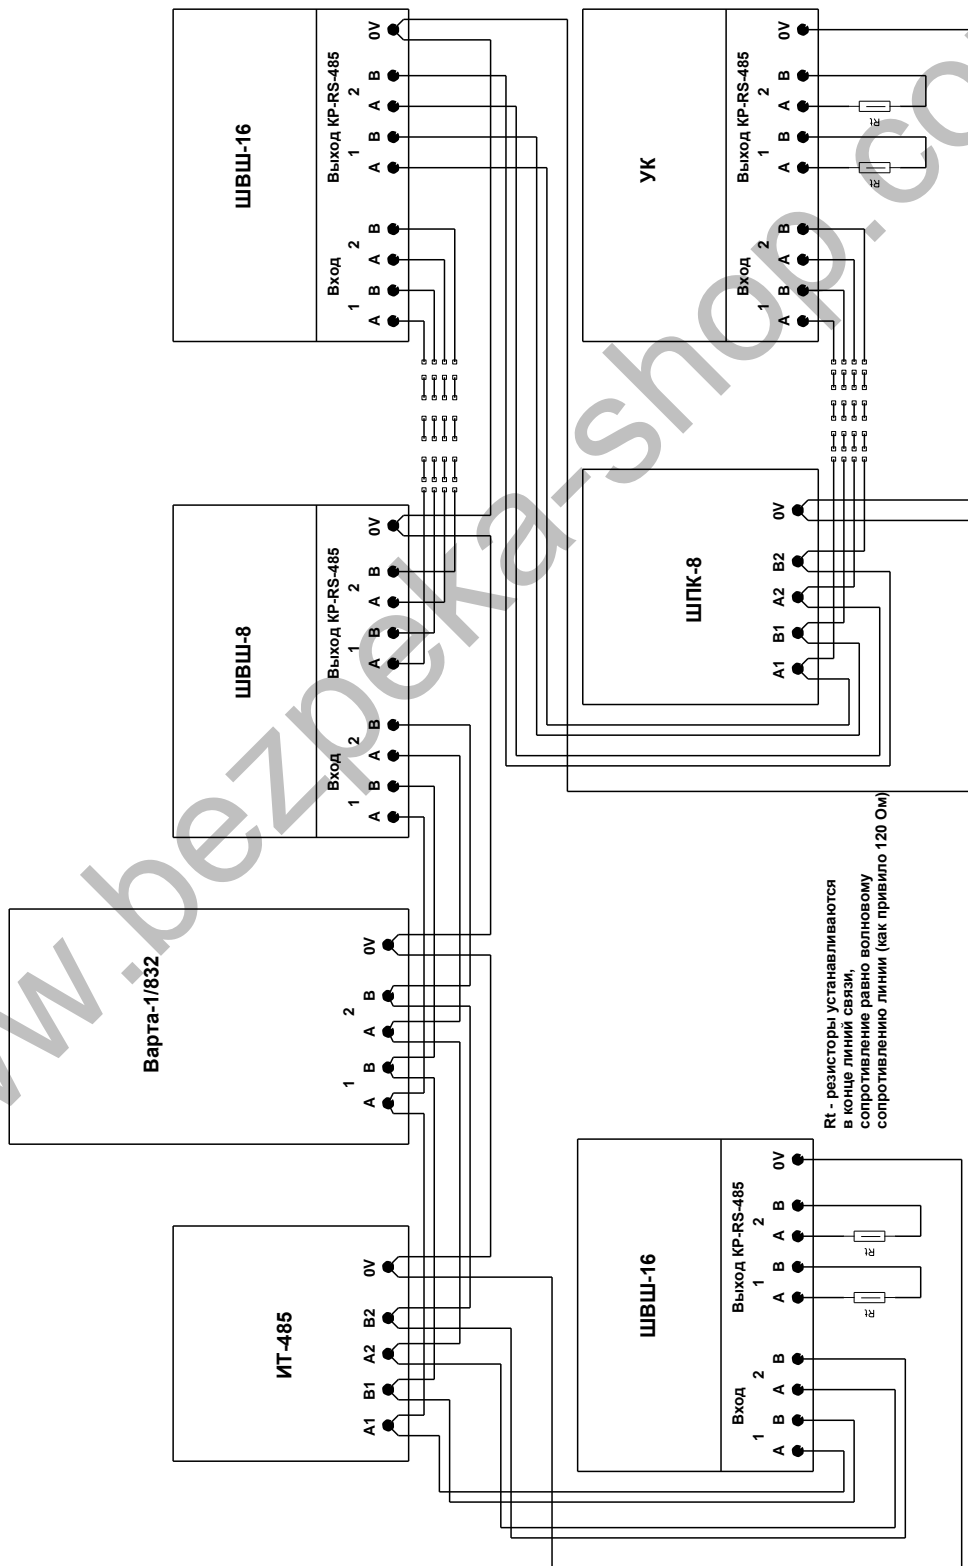 ИТ-485
A1 B1 A2 B2 0V
Варта-1/832
1 2
A B A B 0V
ШВШ-8
Вход Выход КР-RS-485
1 2 1 2
A B A B A B A B 0V
ШВШ-16
Вход Выход КР-RS-485
1 2 1 2
A B A B A B A B 0V
ШВШ-16
Вход Выход КР-RS-485
1 2 1 2
A B A B A B A B 0V
Rt Rt
Rt - резисторы устанавливаются
в конце линий связи,
сопротивление равно волновому
сопротивлению линии (как привило 120 Ом)
ШПК-8
A1 B1 A2 B2 0V
УК
Вход Выход КР-RS-485
1 2 1 2
A B A B A B A B 0V
Rt Rt
w.bezpeka-shop.co